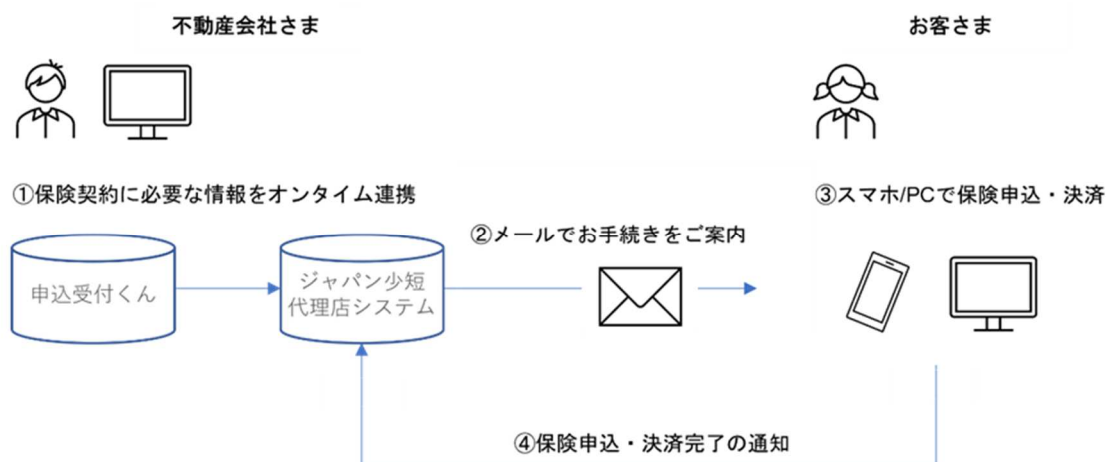 不動産会社さま
お客さま
①保険契約に必要な情報をオンタイム連携
③スマホ/PCで保険申込・決済
②メールでお手続きをご案内
申込受付くん
ジャパン少短
代理店システム
④保険申込・決済完了の通知